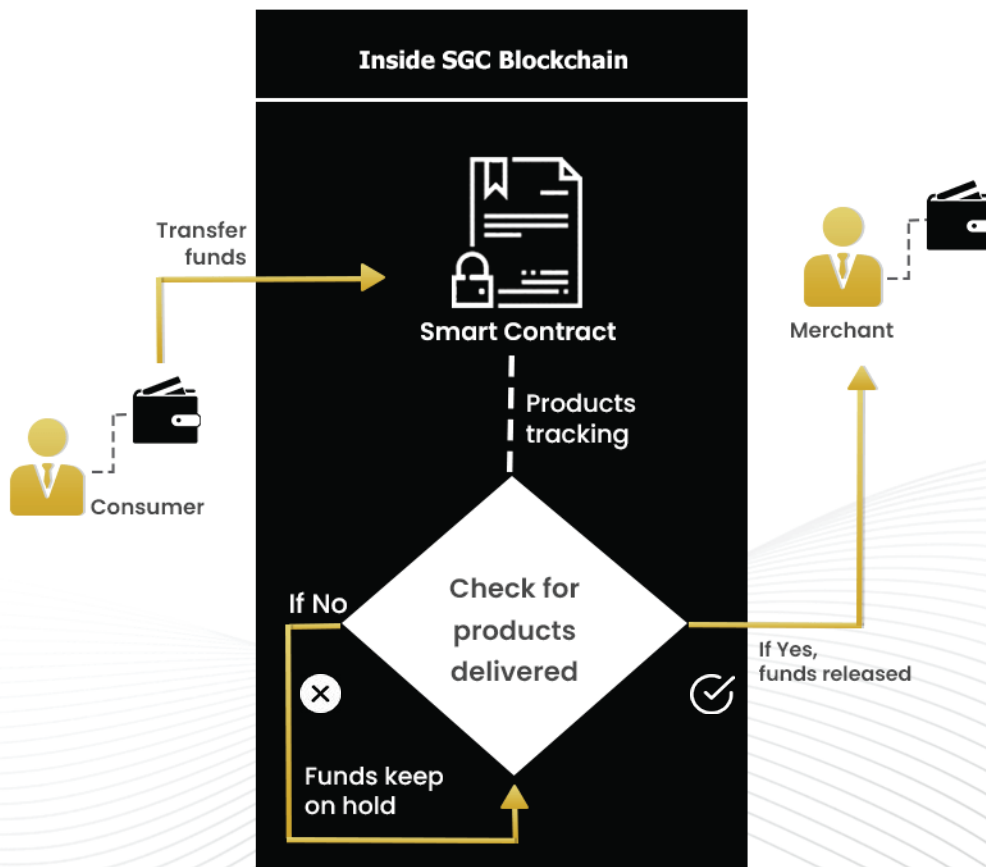 Inside SGC Blockchain
Transfer
funds
Smart Contract
Merchant
Products
tracking
Consumer
Check for
products
delivered
If No
If Yes,
funds released
Funds keep
on hold